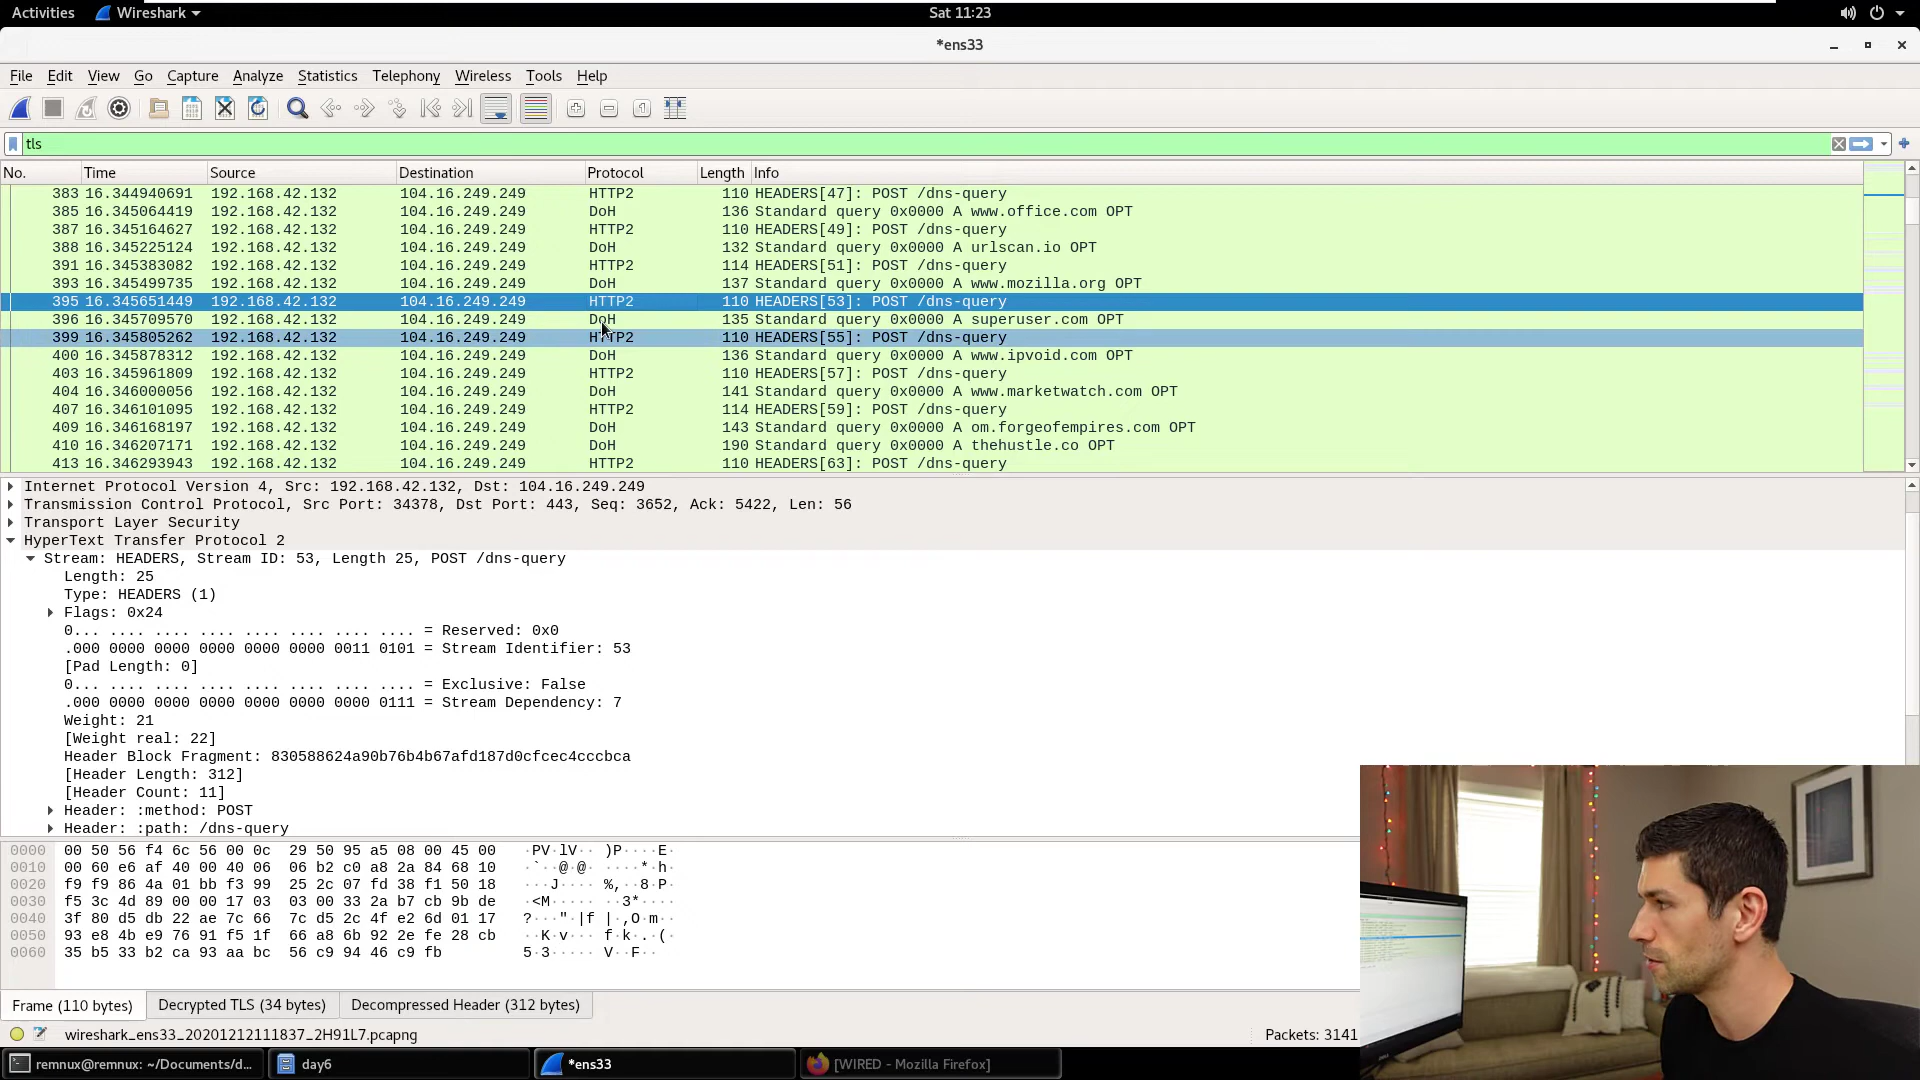 Activities Wireshark Sat 11:23
*ens33
File Edit View Go Capture Analyze Statistics Telephony Wireless Tools Help
tls
No. Time Source Destination Protocol Length Info
383 16.344940691 192.168.42.132 104.16.249.249 HTTP2 110 HEADERS[47]: POST /dns-query
385 16.345064419 192.168.42.132 104.16.249.249 DoH 136 Standard query 0x0000 A www.office.com OPT
387 16.345164627 192.168.42.132 104.16.249.249 HTTP2 110 HEADERS[49]: POST /dns-query
388 16.345225124 192.168.42.132 104.16.249.249 DoH 132 Standard query 0x0000 A urlscan.io OPT
391 16.345383082 192.168.42.132 104.16.249.249 HTTP2 114 HEADERS[51]: POST /dns-query
393 16.345499735 192.168.42.132 104.16.249.249 DoH 137 Standard query 0x0000 A www.mozilla.org OPT
395 16.345651449 192.168.42.132 104.16.249.249 HTTP2 110 HEADERS[53]: POST /dns-query
396 16.345709570 192.168.42.132 104.16.249.249 DoH 135 Standard query 0x0000 A superuser.com OPT
399 16.345805262 192.168.42.132 104.16.249.249 HTTP2 110 HEADERS[55]: POST /dns-query
400 16.345878312 192.168.42.132 104.16.249.249 DoH 136 Standard query 0x0000 A www.ipvoid.com OPT
403 16.345961809 192.168.42.132 104.16.249.249 HTTP2 110 HEADERS[57]: POST /dns-query
404 16.346000056 192.168.42.132 104.16.249.249 DoH 141 Standard query 0x0000 A www.marketwatch.com OPT
407 16.346101095 192.168.42.132 104.16.249.249 HTTP2 114 HEADERS[59]: POST /dns-query
409 16.346168197 192.168.42.132 104.16.249.249 DoH 143 Standard query 0x0000 A om.forgeofempires.com OPT
410 16.346207171 192.168.42.132 104.16.249.249 DoH 190 Standard query 0x0000 A thehustle.co OPT
413 16.346293943 192.168.42.132 104.16.249.249 HTTP2 110 HEADERS[63]: POST /dns-query
Internet Protocol Version 4, Src: 192.168.42.132, Dst: 104.16.249.249
Transmission Control Protocol, Src Port: 34378, Dst Port: 443, Seq: 3652, Ack: 5422, Len: 56
Transport Layer Security
HyperText Transfer Protocol 2
Stream: HEADERS, Stream ID: 53, Length 25, POST /dns-query
Length: 25
Type: HEADERS (1)
Flags: 0x24
0... .... .... .... .... .... .... .... = Reserved: 0x0
.000 0000 0000 0000 0000 0000 0011 0101 = Stream Identifier: 53
[Pad Length: 0]
0... .... .... .... .... .... .... .... = Exclusive: False
.000 0000 0000 0000 0000 0000 0000 0111 = Stream Dependency: 7
Weight: 21
[Weight real: 22]
Header Block Fragment: 830588624a90b76b4b67afd187d0cfcec4cccbca
[Header Length: 312]
[Header Count: 11]
Header: :method: POST
Header: :path: /dns-query
0000 00 50 56 f4 6c 56 00 0c 29 50 95 a5 08 00 45 00 ·PV·lV·· )P····E·
0010 00 60 e6 af 40 00 40 06 06 b2 c0 a8 2a 84 68 10 ·`··@·@· ····*·h·
0020 f9 f9 86 4a 01 bb f3 99 25 2c 07 fd 38 f1 50 18 ···J···· %,··8·P·
0030 f5 3c 4d 89 00 00 17 03 03 00 33 2a b7 cb 9b de ·<M····· ··3*····
0040 3f 80 d5 db 22 ae 7c 66 7c d5 2c 4f e2 6d 01 17 ?···"·|f |·,O·m··
0050 93 e8 4b e9 76 91 f5 1f 66 a8 6b 92 2e fe 28 cb ··K·v··· f·k·.·(·
0060 35 b5 33 b2 ca 93 aa bc 56 c9 94 46 c9 fb 5·3····· V··F··
Frame (110 bytes) Decrypted TLS (34 bytes) Decompressed Header (312 bytes)
wireshark_ens33_20201212111837_2H91L7.pcapng Packets: 3141
remnux@remnux: ~/Documents/d... day6 *ens33 [WIRED - Mozilla Firefox]